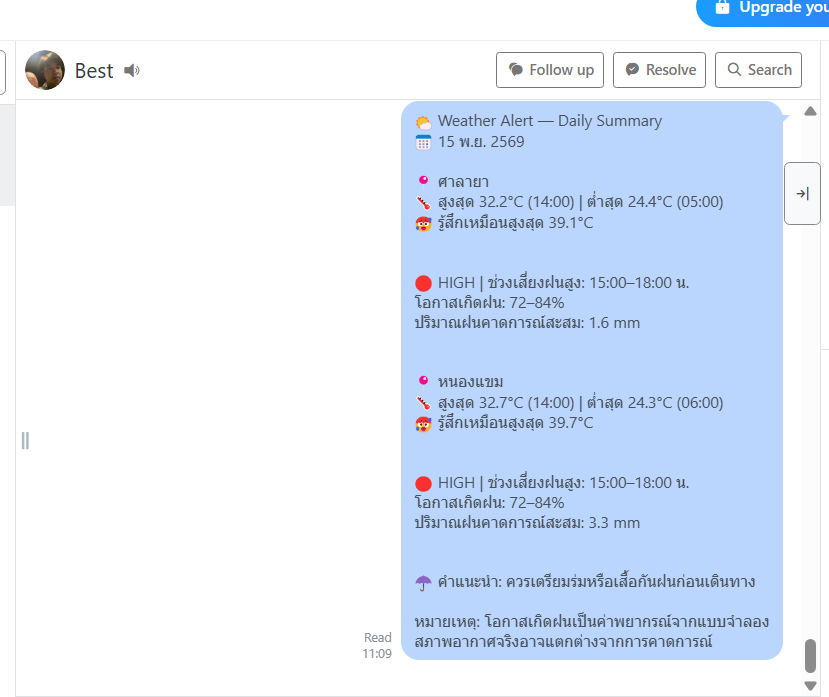 Upgrade you
Best
Follow up
Resolve
Search
Weather Alert — Daily Summary
15 พ.ย. 2569
ศาลายา
สูงสุด 32.2°C (14:00) | ต่ำสุด 24.4°C (05:00)
รู้สึกเหมือนสูงสุด 39.1°C
HIGH | ช่วงเสี่ยงฝนสูง: 15:00–18:00 น.
โอกาสเกิดฝน: 72–84%
ปริมาณฝนคาดการณ์สะสม: 1.6 mm
หนองแขม
สูงสุด 32.7°C (14:00) | ต่ำสุด 24.3°C (06:00)
รู้สึกเหมือนสูงสุด 39.7°C
HIGH | ช่วงเสี่ยงฝนสูง: 15:00–18:00 น.
โอกาสเกิดฝน: 72–84%
ปริมาณฝนคาดการณ์สะสม: 3.3 mm
คำแนะนำ: ควรเตรียมร่มหรือเสื้อกันฝนก่อนเดินทาง
หมายเหตุ: โอกาสเกิดฝนเป็นค่าพยากรณ์จากแบบจำลอง
สภาพอากาศจริงอาจแตกต่างจากการคาดการณ์
Read
11:09